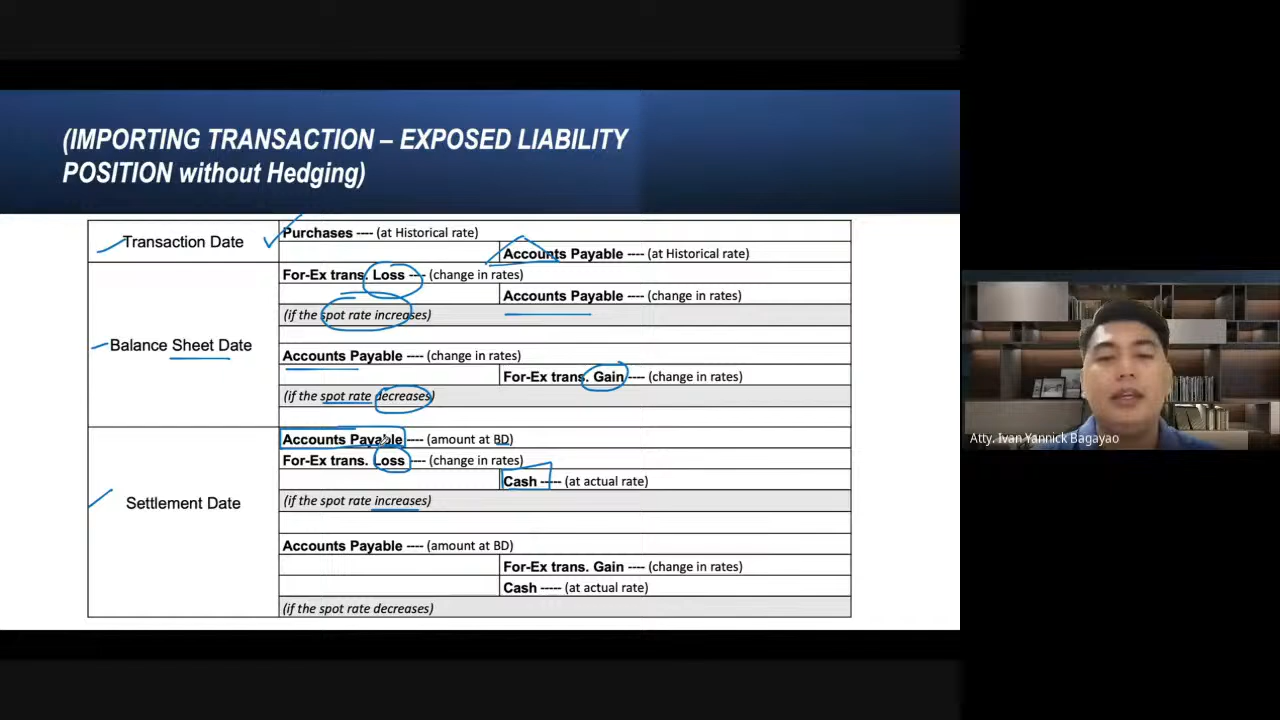 (IMPORTING TRANSACTION – EXPOSED LIABILITY
POSITION without Hedging)
Transaction Date
Purchases ---- (at Historical rate)
Accounts Payable ---- (at Historical rate)
Balance Sheet Date
For-Ex trans. Loss ---- (change in rates)
Accounts Payable ---- (change in rates)
(if the spot rate increases)
Accounts Payable ---- (change in rates)
For-Ex trans. Gain ---- (change in rates)
(if the spot rate decreases)
Settlement Date
Accounts Payable ---- (amount at BD)
For-Ex trans. Loss ---- (change in rates)
Cash ----- (at actual rate)
(if the spot rate increases)
Accounts Payable ---- (amount at BD)
For-Ex trans. Gain ---- (change in rates)
Cash ----- (at actual rate)
(if the spot rate decreases)
Atty. Ivan Yannick Bagayao